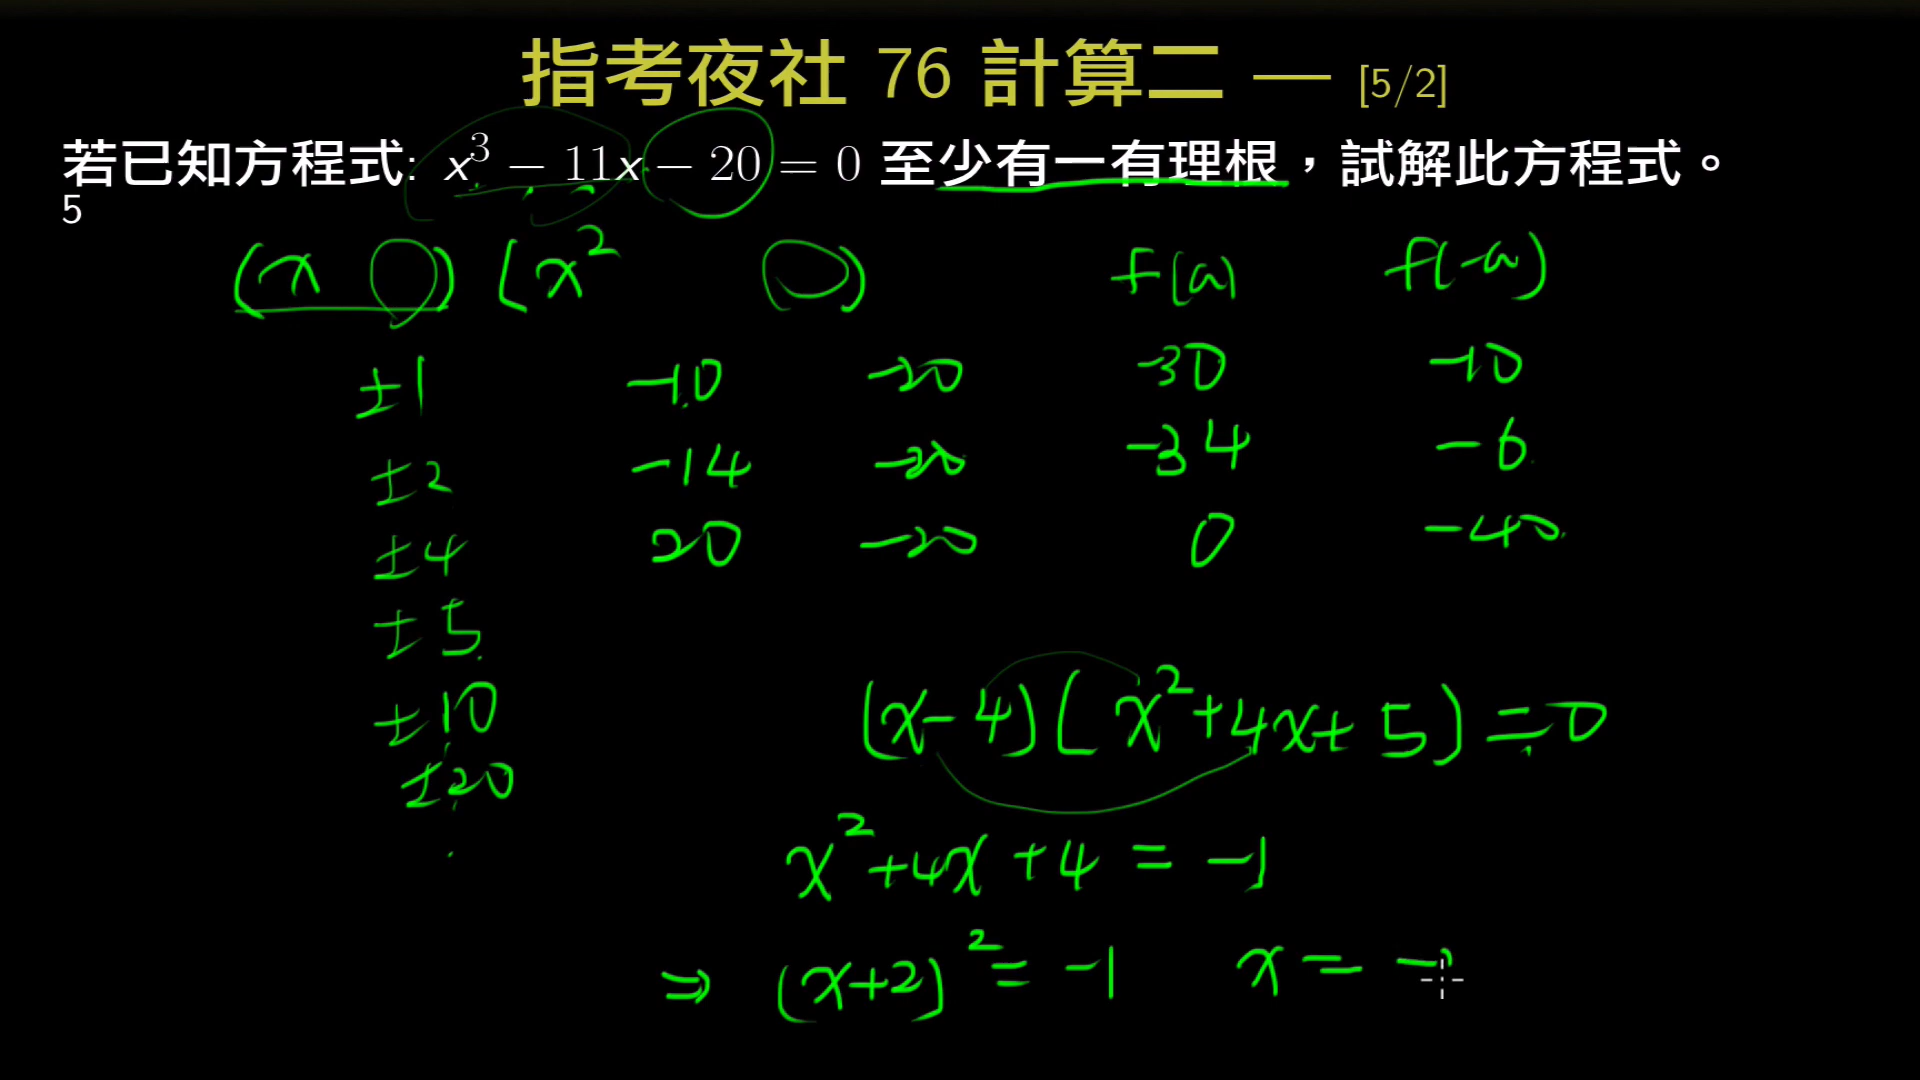 指考夜社 76 計算二 — [5/2]
若已知方程式: x³ − 11x − 20 = 0 至少有一有理根，試解此方程式。
5
(x  )(x²  ) f(a) f(-a)
±1 -10 -20 -30 -10
±2 -14 -20 -34 -6
±4 20 -20 0 -40
±5
±10
±20
(x-4)(x²+4x+5)=0
x²+4x+4=-1
⇒ (x+2)²=-1 x=-